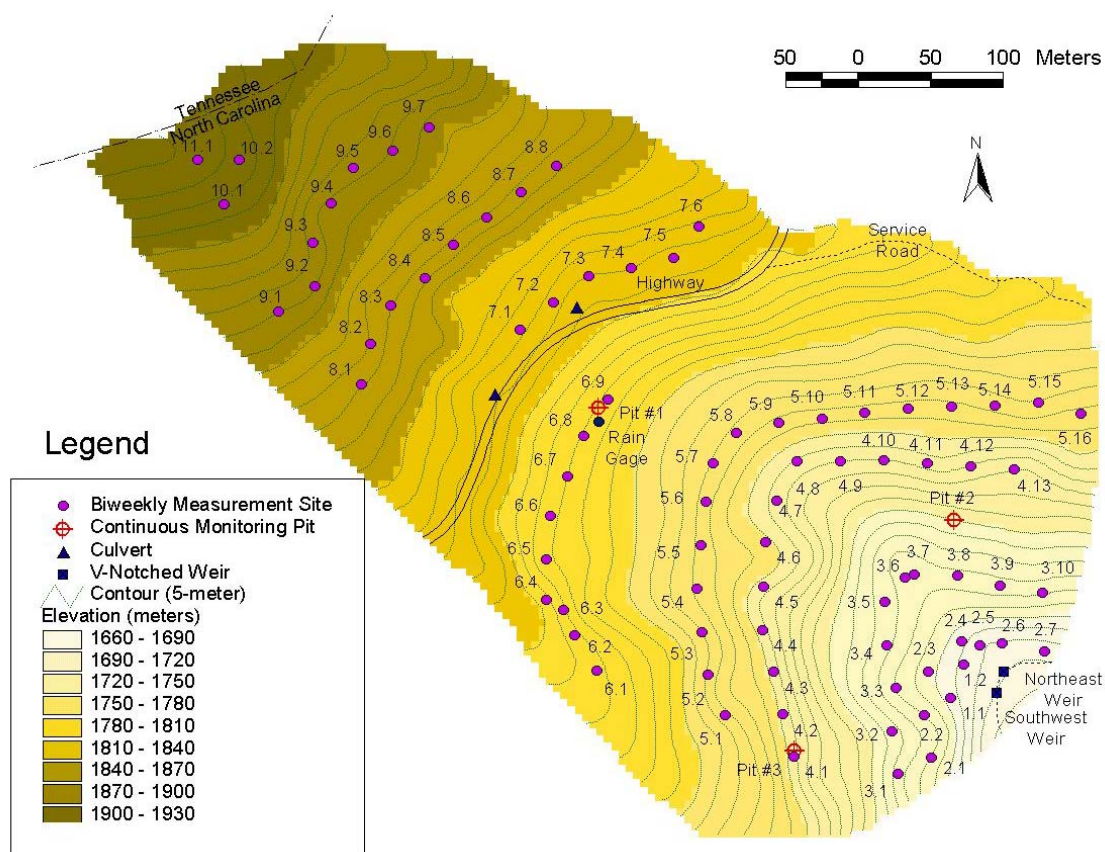 50 0 50 100 Meters
N
Tennessee
North Carolina
11.1
10.2
10.1
9.7
9.6
9.5
9.4
9.3
9.2
9.1
8.8
8.7
8.6
8.5
8.4
8.3
8.2
8.1
7.6
7.5
7.4
7.3
7.2
7.1
Highway
Service
Road
6.9
6.8
6.7
6.6
6.5
6.4
6.3
6.2
6.1
Pit #1
Rain
Gage
5.16
5.15
5.14
5.13
5.12
5.11
5.10
5.9
5.8
5.7
5.6
5.5
5.4
5.3
5.2
5.1
4.13
4.12
4.11
4.10
4.9
4.8
4.7
4.6
4.5
4.4
4.3
4.2
4.1
Pit #2
Pit #3
3.10
3.9
3.8
3.7
3.6
3.5
3.4
3.3
3.2
3.1
2.7
2.6
2.5
2.4
2.3
2.2
2.1
1.2
1.1
Northeast
Weir
Southwest
Weir
Legend
Biweekly Measurement Site
Continuous Monitoring Pit
Culvert
V-Notched Weir
Contour (5-meter)
Elevation (meters)
1660 - 1690
1690 - 1720
1720 - 1750
1750 - 1780
1780 - 1810
1810 - 1840
1840 - 1870
1870 - 1900
1900 - 1930